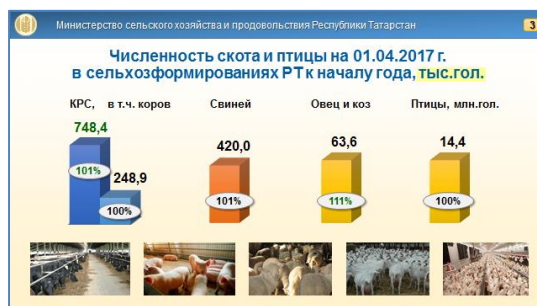 Министерство сельского хозяйства и продовольствия Республики Татарстан
3
Численность скота и птицы на 01.04.2017 г.
в сельхозформированиях РТ к началу года, тыс.гол.
КРС, в т.ч. коров
Свиней
Овец и коз
Птицы, млн.гол.
748,4
248,9
420,0
63,6
14,4
101%
100%
101%
111%
100%